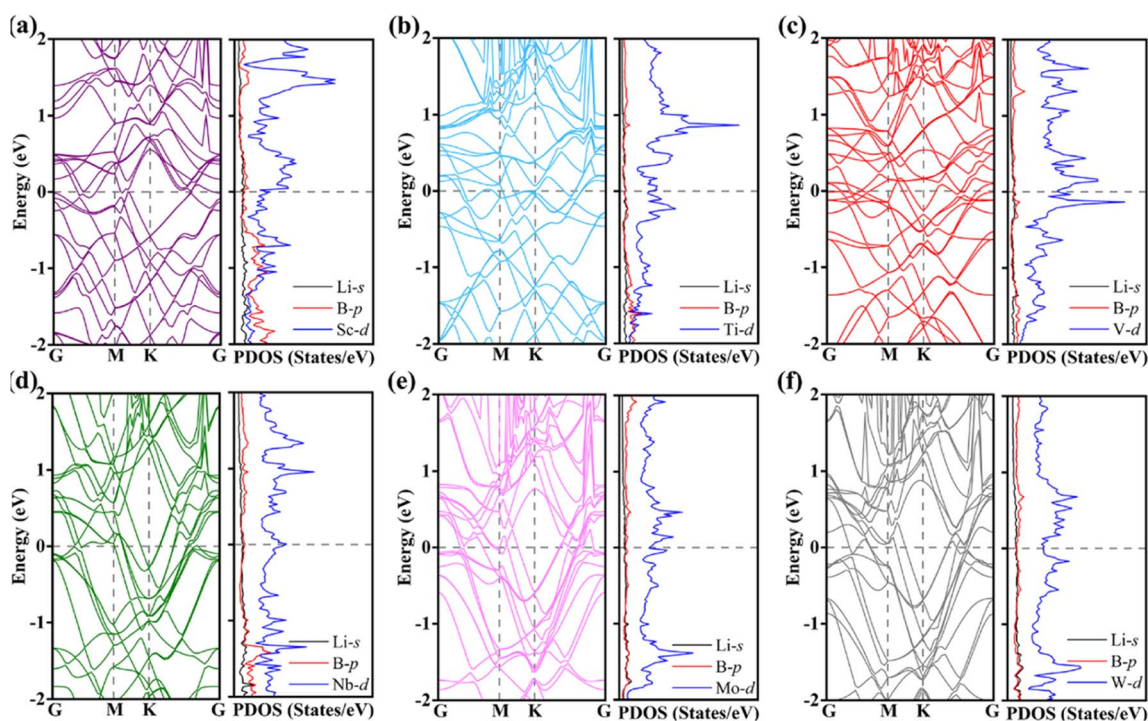 (a)
2
1
0
-1
-2
Energy (eV)
G M K G
PDOS (States/eV)
Li-s
B-p
Sc-d
(b)
2
1
0
-1
-2
Energy (eV)
G M K G
PDOS (States/eV)
Li-s
B-p
Ti-d
(c)
2
1
0
-1
-2
Energy (eV)
G M K G
PDOS (States/eV)
Li-s
B-p
V-d
(d)
2
1
0
-1
-2
Energy (eV)
G M K G
PDOS (States/eV)
Li-s
B-p
Nb-d
(e)
2
1
0
-1
-2
Energy (eV)
G M K G
PDOS (States/eV)
Li-s
B-p
Mo-d
(f)
2
1
0
-1
-2
Energy (eV)
G M K G
PDOS (States/eV)
Li-s
B-p
W-d